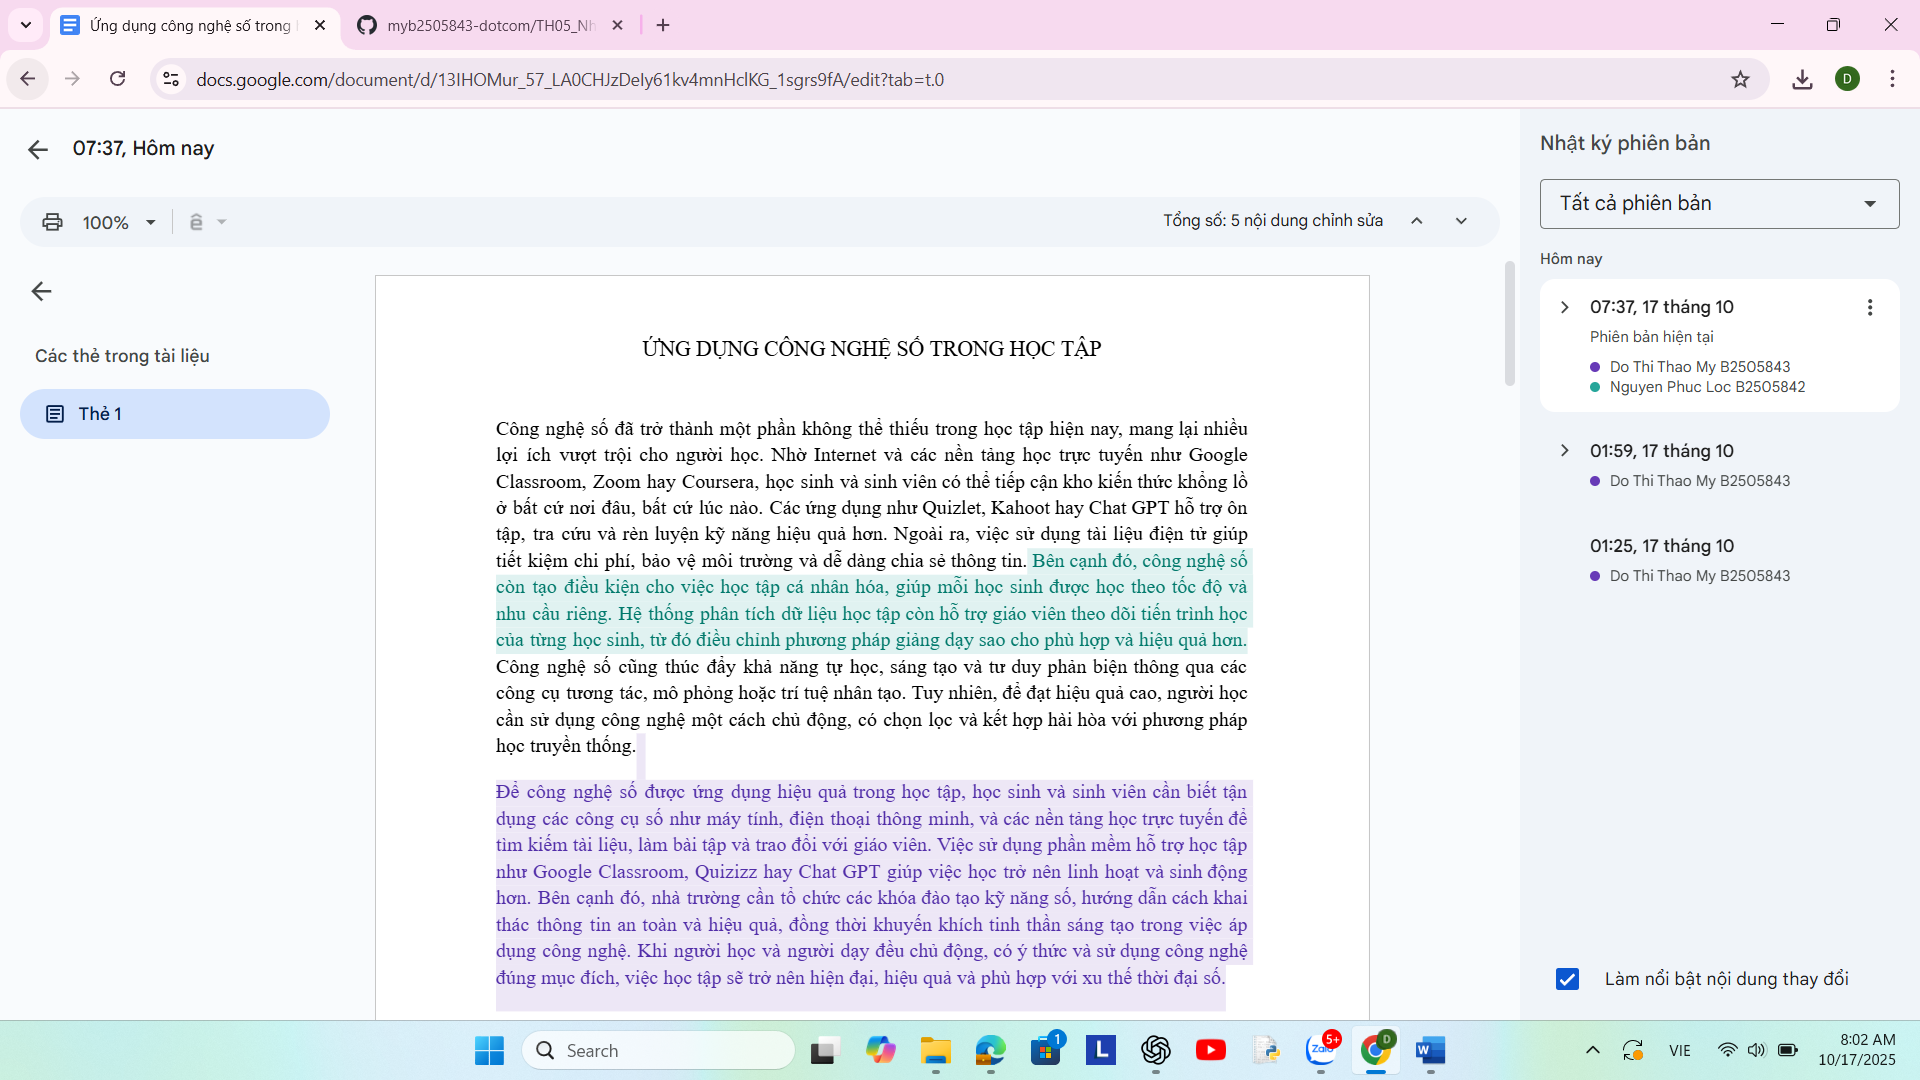 Ứng dụng công nghệ số trong
myb2505843-dotcom/TH05_Nh
docs.google.com/document/d/13IHOMur_57_LA0CHJzDeIy61kv4mnHclKG_1sgrs9fA/edit?tab=t.0
D
07:37, Hôm nay
100%
ê
Tổng số: 5 nội dung chỉnh sửa
Các thẻ trong tài liệu
Thẻ 1
ỨNG DỤNG CÔNG NGHỆ SỐ TRONG HỌC TẬP
Công nghệ số đã trở thành một phần không thể thiếu trong học tập hiện nay, mang lại nhiều
lợi ích vượt trội cho người học. Nhờ Internet và các nền tảng học trực tuyến như Google
Classroom, Zoom hay Coursera, học sinh và sinh viên có thể tiếp cận kho kiến thức khổng lồ
ở bất cứ nơi đâu, bất cứ lúc nào. Các ứng dụng như Quizlet, Kahoot hay Chat GPT hỗ trợ ôn
tập, tra cứu và rèn luyện kỹ năng hiệu quả hơn. Ngoài ra, việc sử dụng tài liệu điện tử giúp
tiết kiệm chi phí, bảo vệ môi trường và dễ dàng chia sẻ thông tin. Bên cạnh đó, công nghệ số
còn tạo điều kiện cho việc học tập cá nhân hóa, giúp mỗi học sinh được học theo tốc độ và
nhu cầu riêng. Hệ thống phân tích dữ liệu học tập còn hỗ trợ giáo viên theo dõi tiến trình học
của từng học sinh, từ đó điều chỉnh phương pháp giảng dạy sao cho phù hợp và hiệu quả hơn.
Công nghệ số cũng thúc đẩy khả năng tự học, sáng tạo và tư duy phản biện thông qua các
công cụ tương tác, mô phỏng hoặc trí tuệ nhân tạo. Tuy nhiên, để đạt hiệu quả cao, người học
cần sử dụng công nghệ một cách chủ động, có chọn lọc và kết hợp hài hòa với phương pháp
học truyền thống.
Để công nghệ số được ứng dụng hiệu quả trong học tập, học sinh và sinh viên cần biết tận
dụng các công cụ số như máy tính, điện thoại thông minh, và các nền tảng học trực tuyến để
tìm kiếm tài liệu, làm bài tập và trao đổi với giáo viên. Việc sử dụng phần mềm hỗ trợ học tập
như Google Classroom, Quizizz hay Chat GPT giúp việc học trở nên linh hoạt và sinh động
hơn. Bên cạnh đó, nhà trường cần tổ chức các khóa đào tạo kỹ năng số, hướng dẫn cách khai
thác thông tin an toàn và hiệu quả, đồng thời khuyến khích tinh thần sáng tạo trong việc áp
dụng công nghệ. Khi người học và người dạy đều chủ động, có ý thức và sử dụng công nghệ
đúng mục đích, việc học tập sẽ trở nên hiện đại, hiệu quả và phù hợp với xu thế thời đại số.
Nhật ký phiên bản
Tất cả phiên bản
Hôm nay
07:37, 17 tháng 10
Phiên bản hiện tại
Do Thi Thao My B2505843
Nguyen Phuc Loc B2505842
01:59, 17 tháng 10
Do Thi Thao My B2505843
01:25, 17 tháng 10
Do Thi Thao My B2505843
Làm nổi bật nội dung thay đổi
Search
1
L
Zalo
5+
D
W
VIE
8:02 AM
10/17/2025